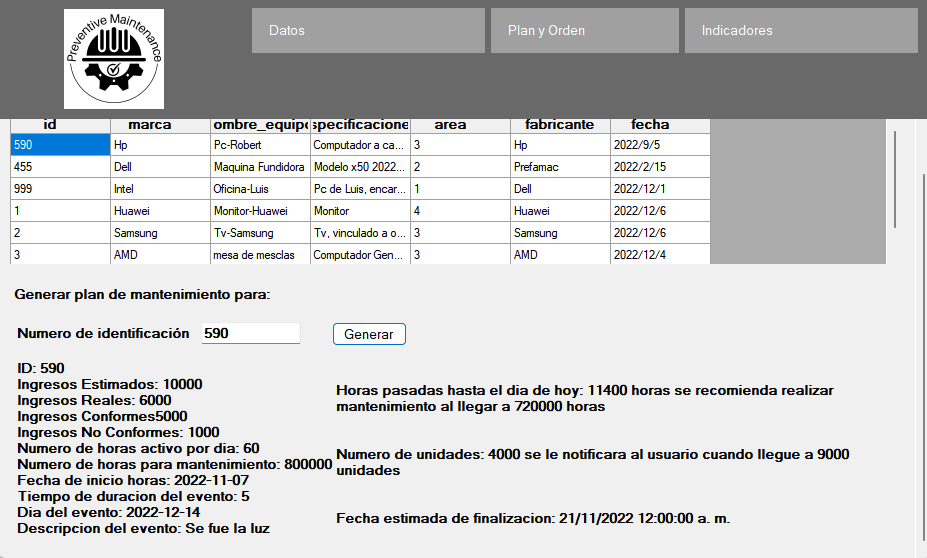 Preventive Maintenance
Datos
Plan y Orden
Indicadores
id marca ombre_equipo specificacione area fabricante fecha
590 Hp Pc-Robert Computador a ca... 3 Hp 2022/9/5
455 Dell Maquina Fundidora Modelo x50 2022... 2 Prefamac 2022/2/15
999 Intel Oficina-Luis Pc de Luis, encar... 1 Dell 2022/12/1
1 Huawei Monitor-Huawei Monitor 4 Huawei 2022/12/6
2 Samsung Tv-Samsung Tv, vinculado a o... 3 Samsung 2022/12/6
3 AMD mesa de mesclas Computador Gen... 3 AMD 2022/12/4
Generar plan de mantenimiento para:
Numero de identificación 590 Generar
ID: 590
Ingresos Estimados: 10000
Ingresos Reales: 6000
Ingresos Conformes5000
Ingresos No Conformes: 1000
Numero de horas activo por dia: 60
Numero de horas para mantenimiento: 800000
Fecha de inicio horas: 2022-11-07
Tiempo de duracion del evento: 5
Dia del evento: 2022-12-14
Descripcion del evento: Se fue la luz
Horas pasadas hasta el dia de hoy: 11400 horas se recomienda realizar
mantenimiento al llegar a 720000 horas
Numero de unidades: 4000 se le notificara al usuario cuando llegue a 9000
unidades
Fecha estimada de finalizacion: 21/11/2022 12:00:00 a. m.